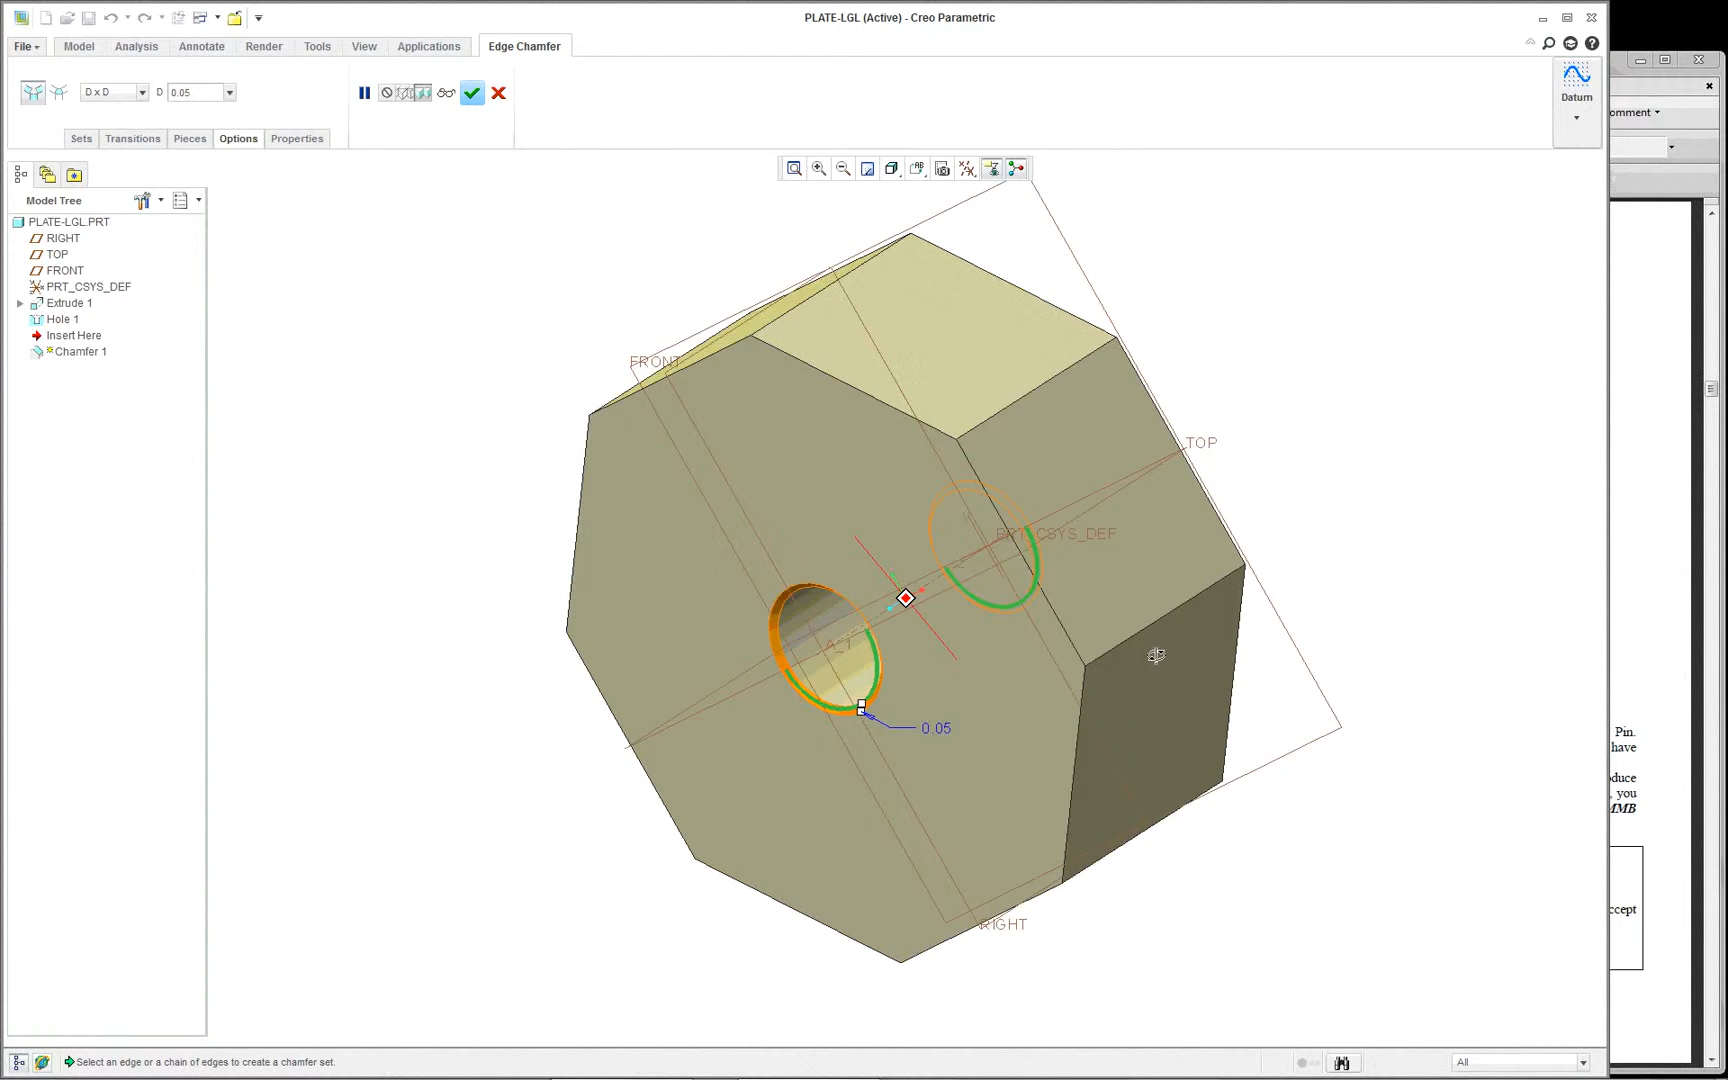 PLATE-LGL (Active) - Creo Parametric
File
Model
Analysis
Annotate
Render
Tools
View
Applications
Edge Chamfer
D x D
D
0.05
Datum
Sets
Transitions
Pieces
Options
Properties
omment
Model Tree
PLATE-LGL.PRT
RIGHT
TOP
FRONT
PRT_CSYS_DEF
Extrude 1
Hole 1
Insert Here
Chamfer 1
FRONT
TOP
PRT_CSYS_DEF
A_1
0.05
RIGHT
Pin.
have
duce
, you
MMB
ccept
Select an edge or a chain of edges to create a chamfer set.
All